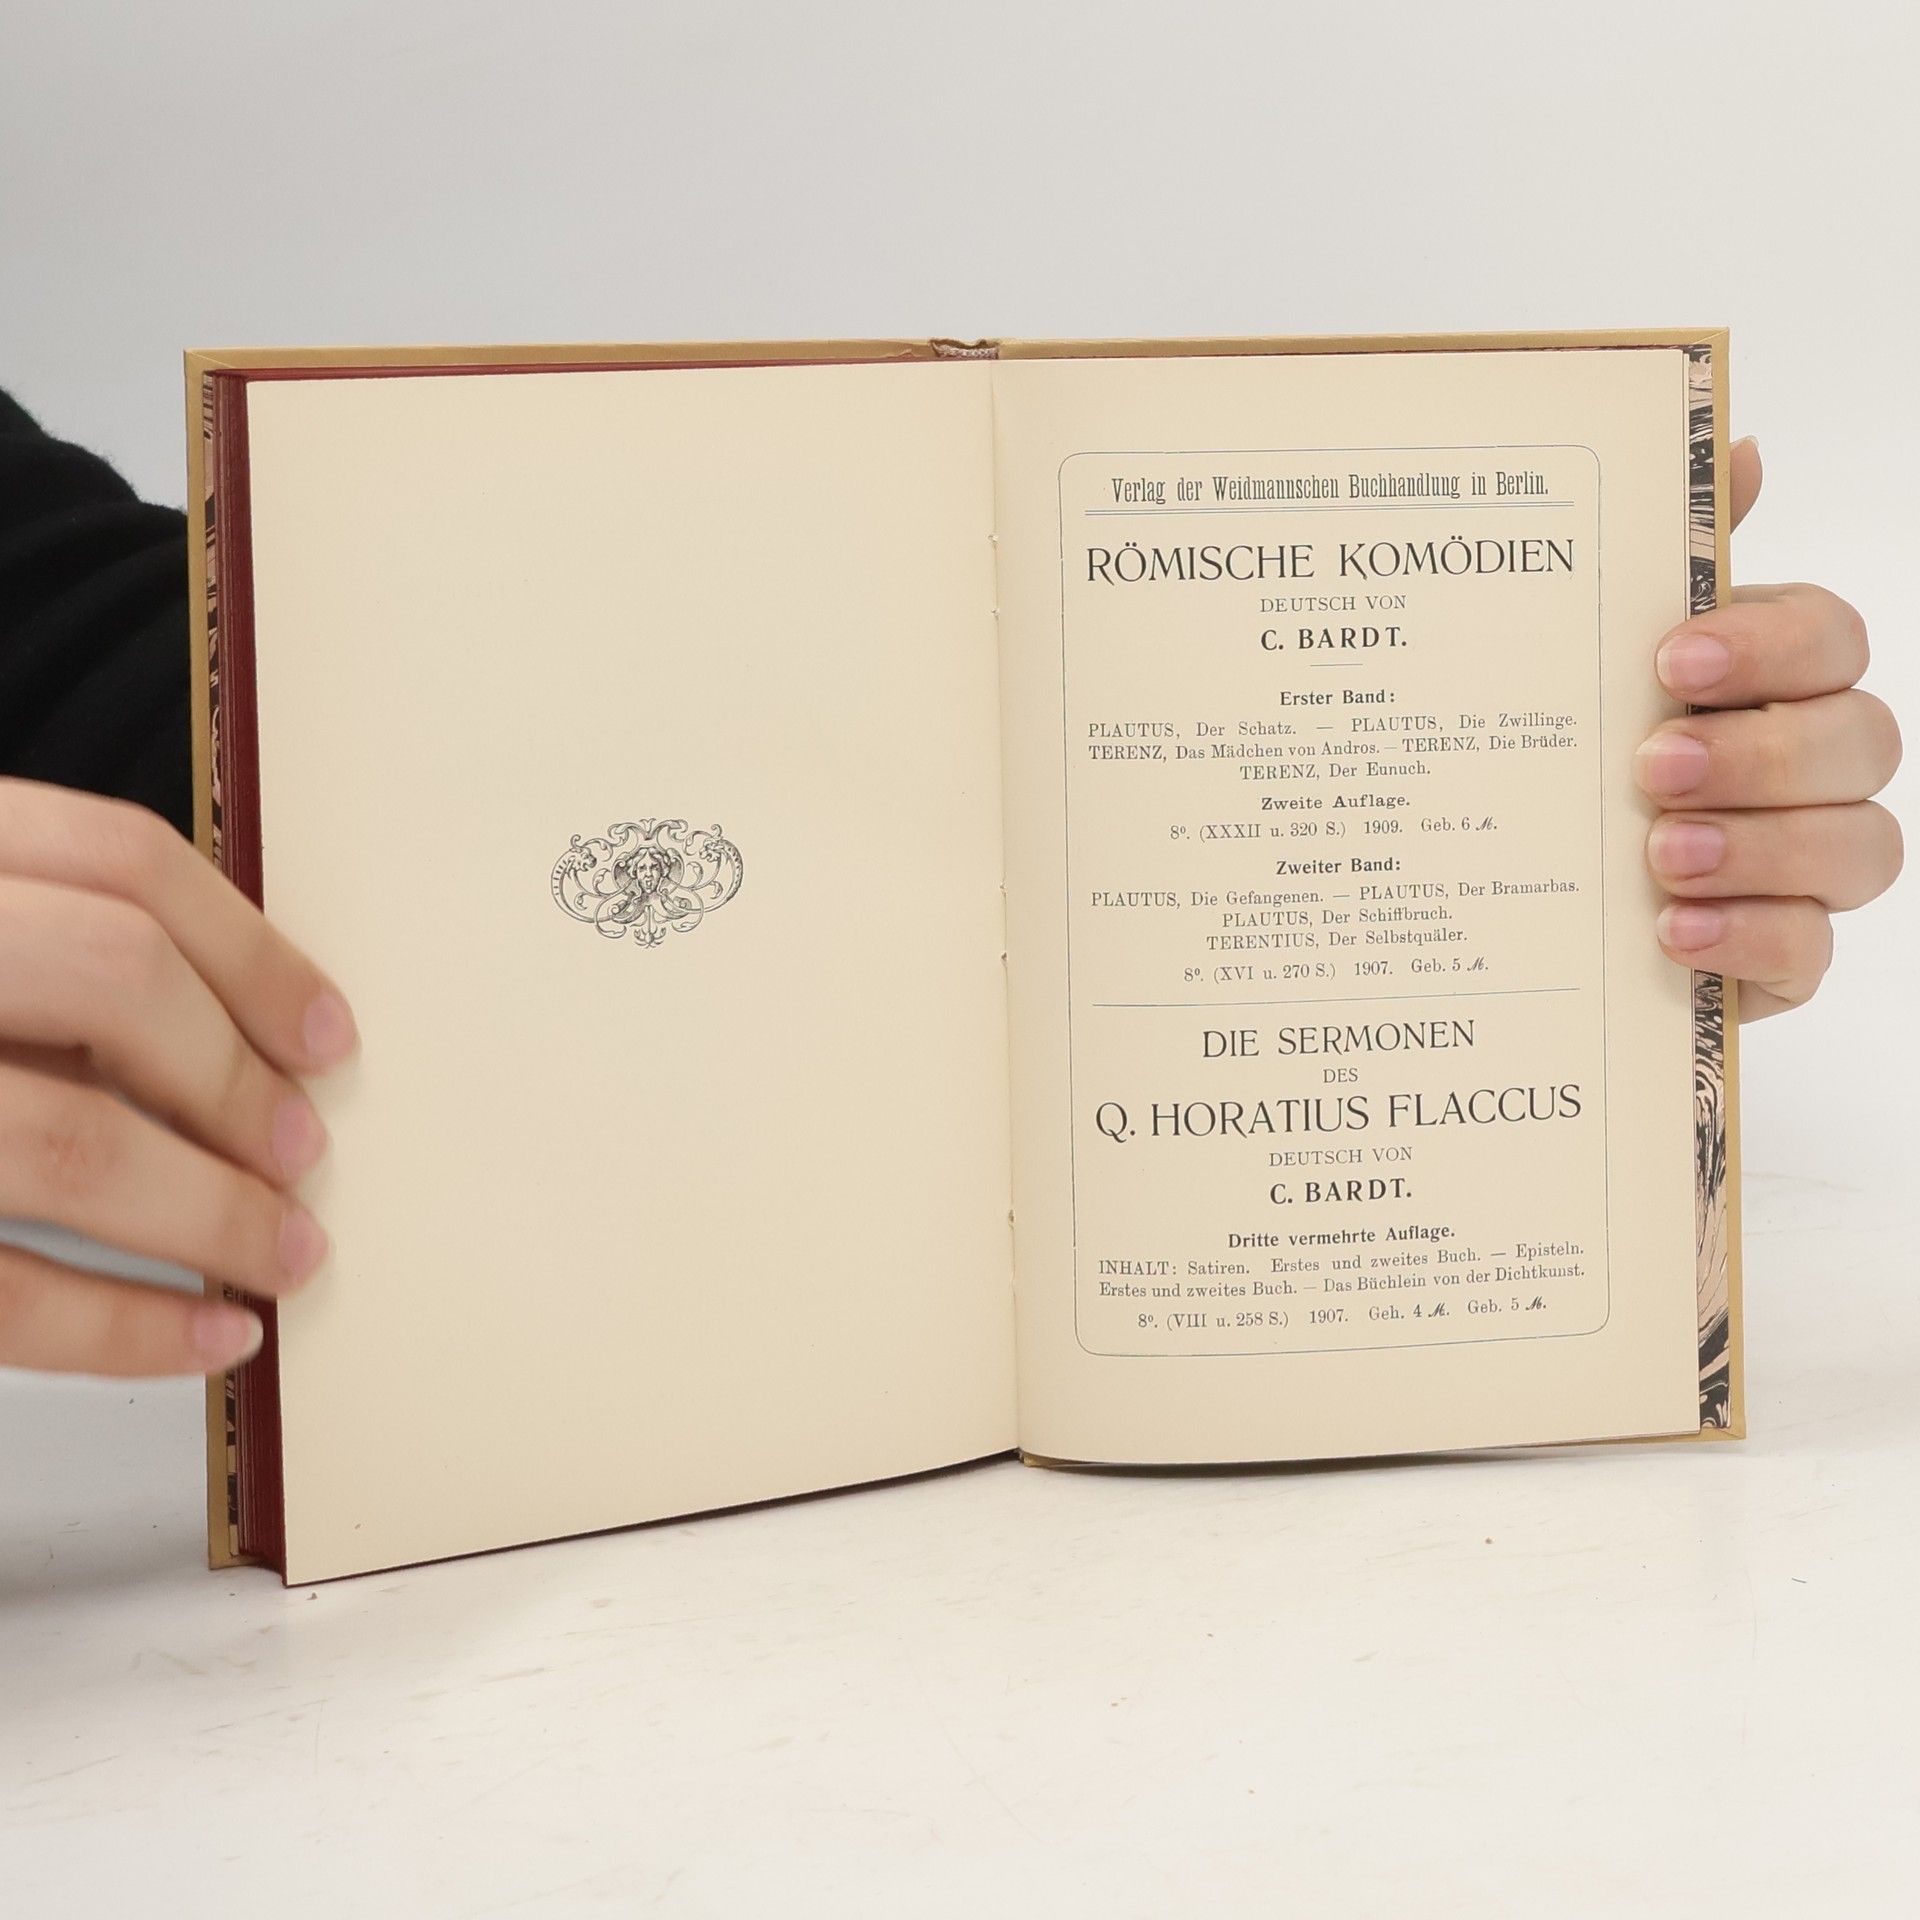 Verlag der Weidmannschen Buchhandlung in Berlin.
RÖMISCHE KOMÖDIEN
DEUTSCH VON
C. BARDT.
Erster Band:
PLAUTUS, Der Schatz. — PLAUTUS, Die Zwillinge.
TERENZ, Das Mädchen von Andros. — TERENZ, Die Brüder.
TERENZ, Der Eunuch.
Zweite Auflage.
8º. (XXXII u. 320 S.) 1909. Geb. 6 ℳ.
Zweiter Band:
PLAUTUS, Die Gefangenen. — PLAUTUS, Der Bramarbas.
PLAUTUS, Der Schiffbruch.
TERENTIUS, Der Selbstquäler.
8º. (XVI u. 270 S.) 1907. Geb. 5 ℳ.
DIE SERMONEN
DES
Q. HORATIUS FLACCUS
DEUTSCH VON
C. BARDT.
Dritte vermehrte Auflage.
INHALT: Satiren. Erstes und zweites Buch. — Episteln.
Erstes und zweites Buch. — Das Büchlein von der Dichtkunst.
8º. (VIII u. 258 S.) 1907. Geh. 4 ℳ. Geb. 5 ℳ.